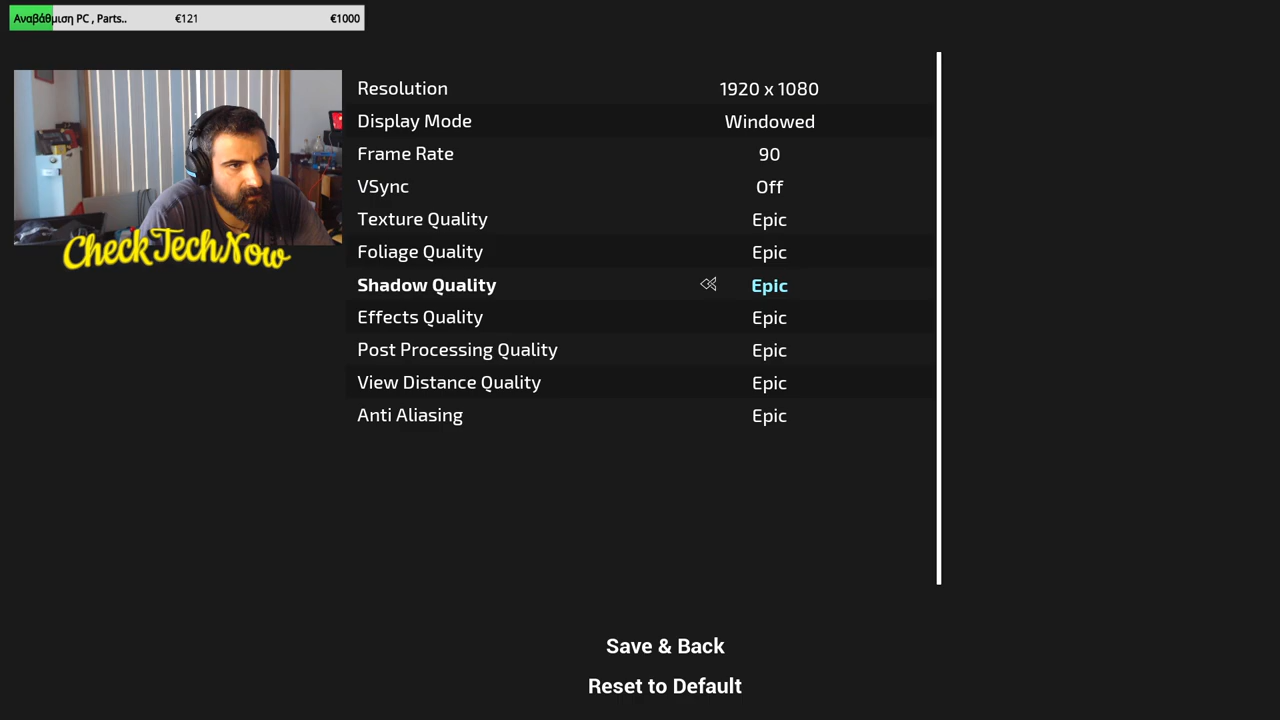 Αναβάθμιση PC , Parts.. €121 €1000
CheckTechNow
Resolution 1920 x 1080
Display Mode Windowed
Frame Rate 90
VSync Off
Texture Quality Epic
Foliage Quality Epic
Shadow Quality Epic
Effects Quality Epic
Post Processing Quality Epic
View Distance Quality Epic
Anti Aliasing Epic
Save & Back
Reset to Default